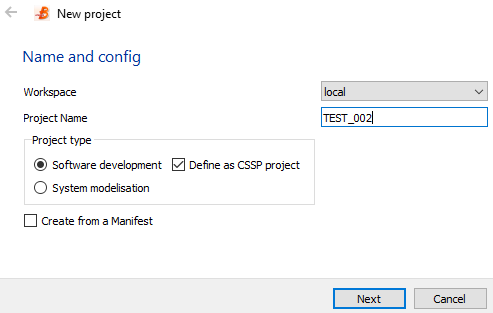 New project
Name and config
Workspace local
Project Name TEST_002
Project type
Software development Define as CSSP project
System modelisation
Create from a Manifest
Next Cancel